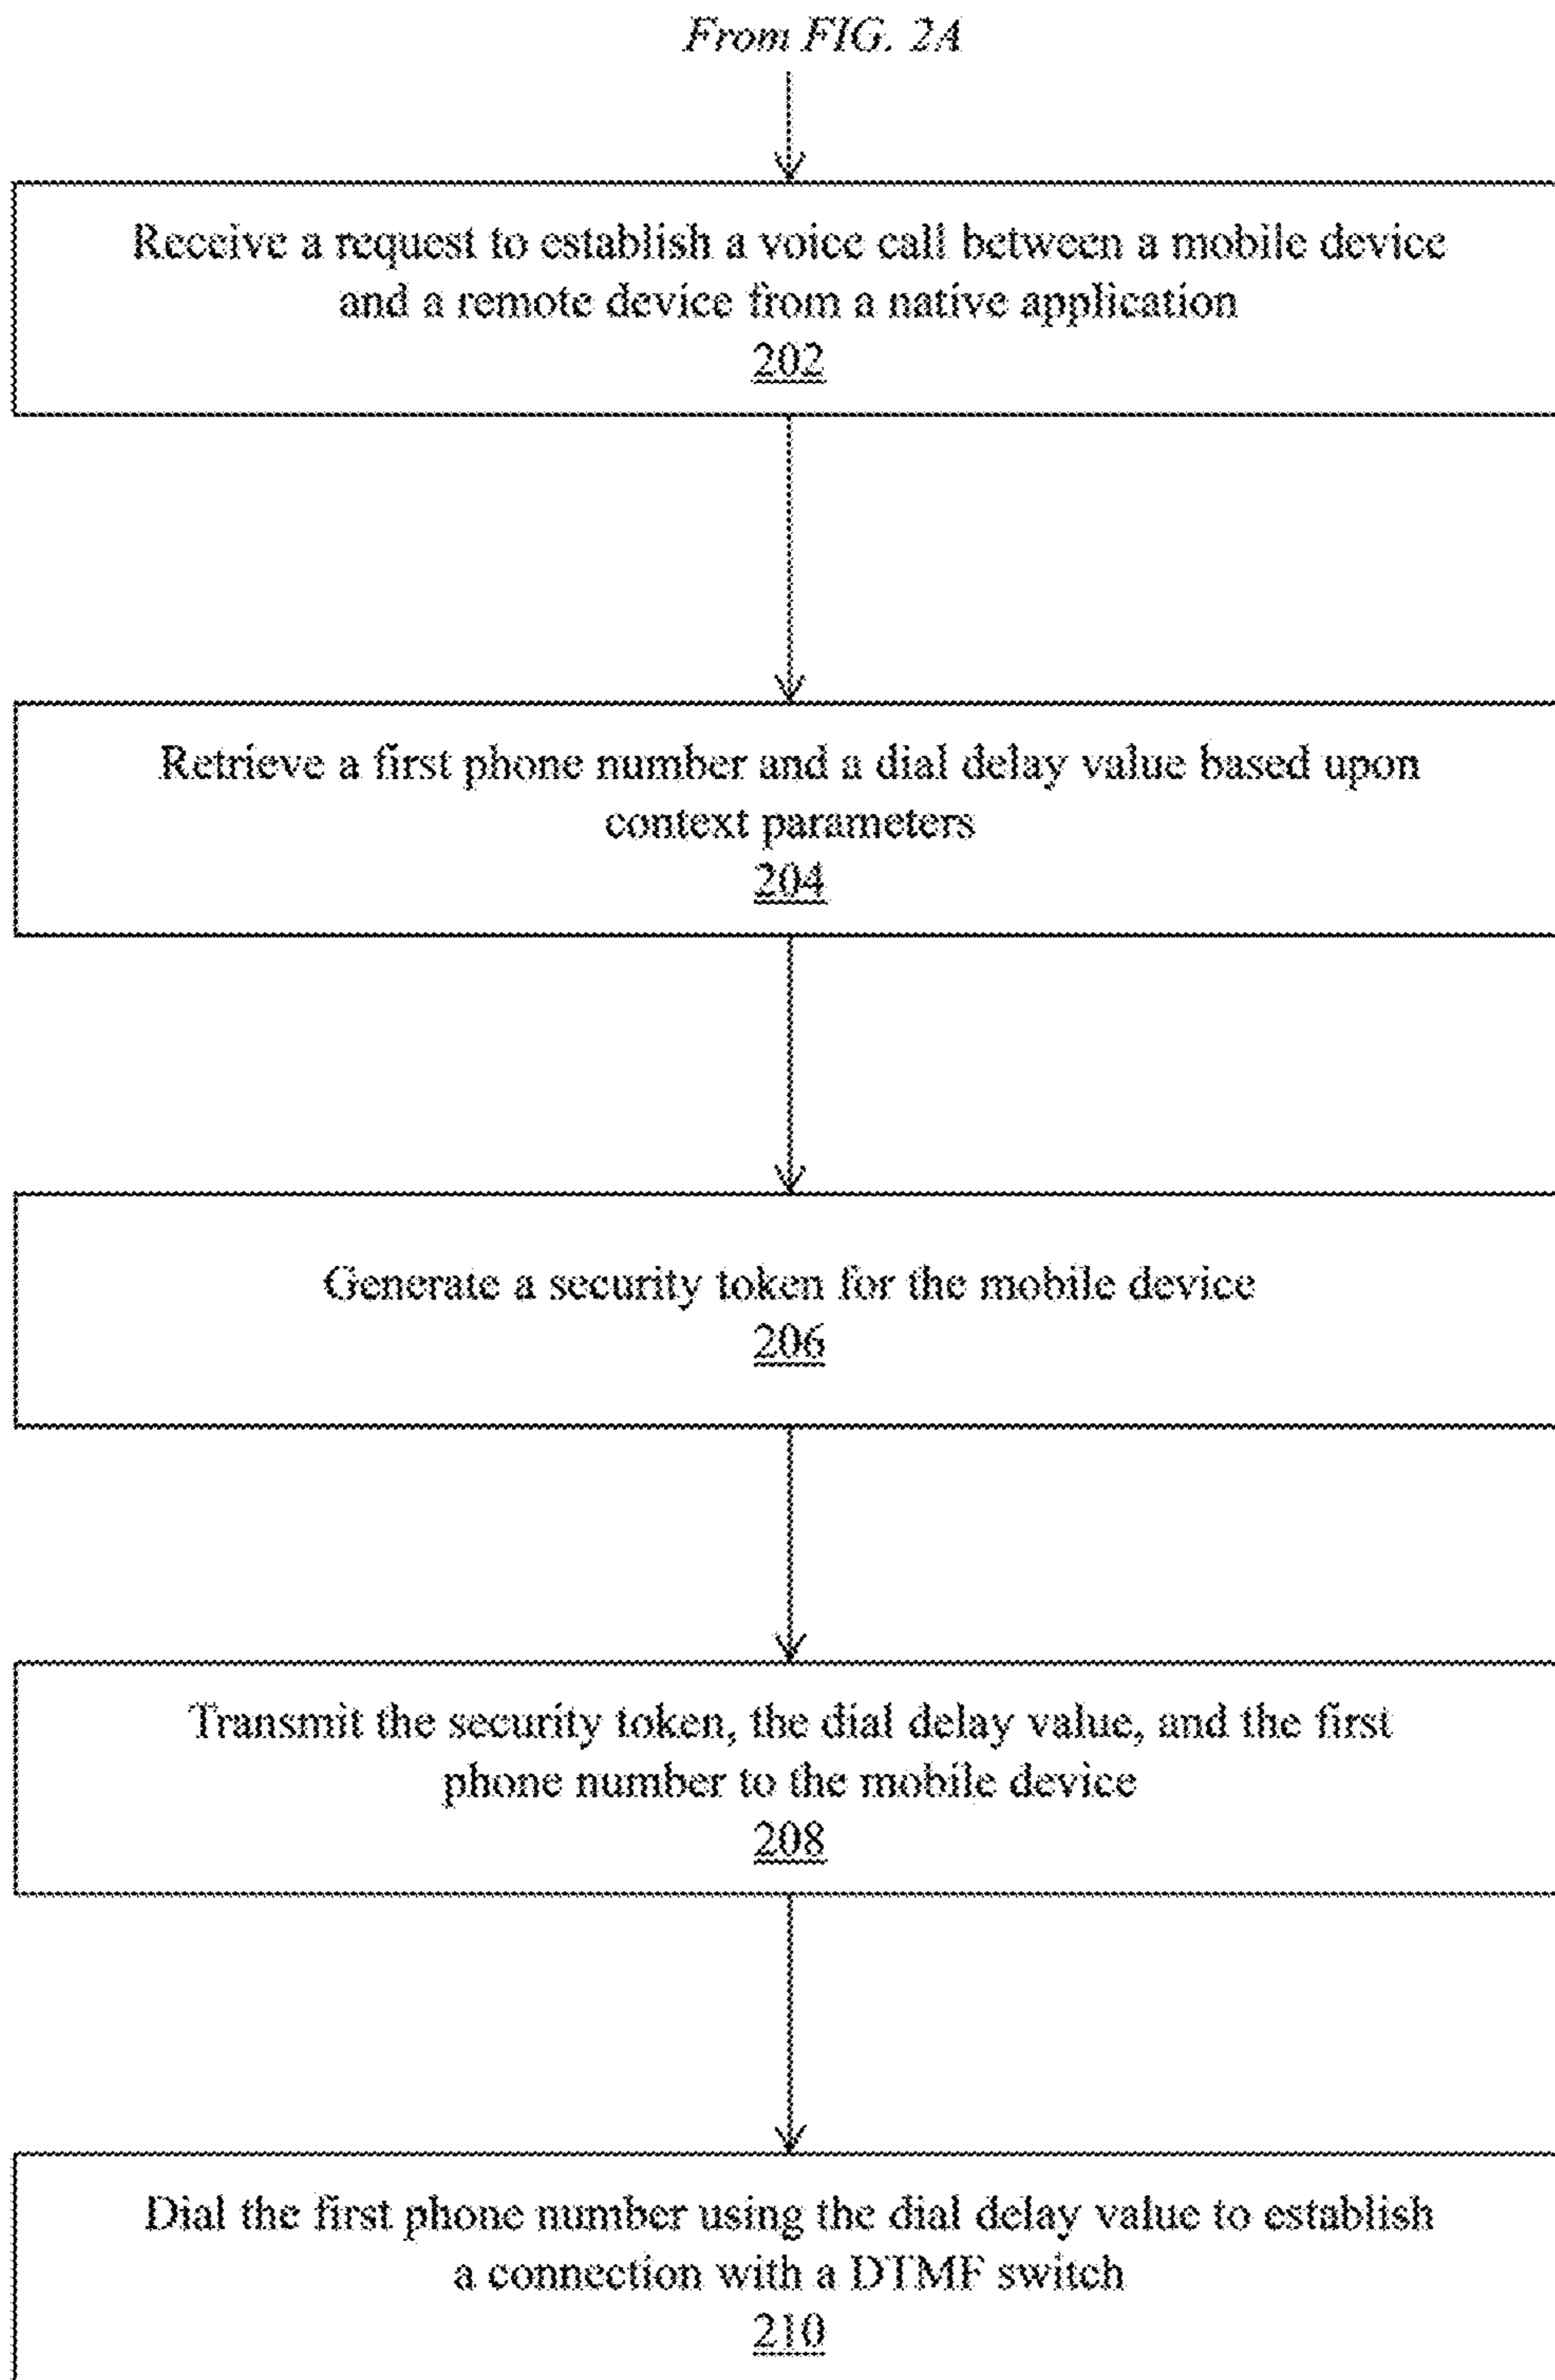 From FIG. 2A
Receive a request to establish a voice call between a mobile device
and a remote device from a native application
202
Retrieve a first phone number and a dial delay value based upon
context parameters
204
Generate a security token for the mobile device
206
Transmit the security token, the dial delay value, and the first
phone number to the mobile device
208
Dial the first phone number using the dial delay value to establish
a connection with a DTMF switch
210